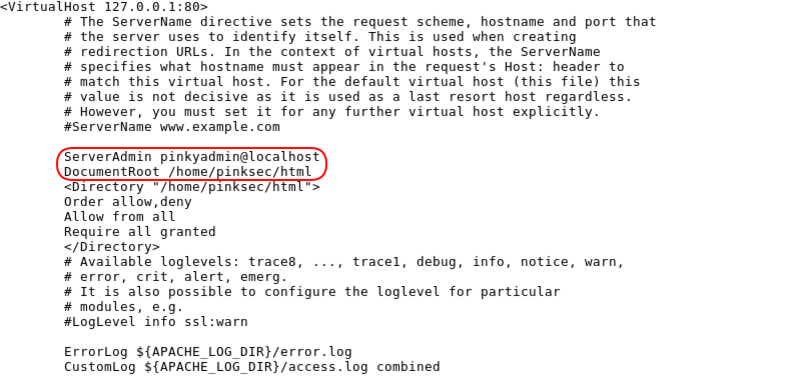 <VirtualHost 127.0.0.1:80>
# The ServerName directive sets the request scheme, hostname and port that
# the server uses to identify itself. This is used when creating
# redirection URLs. In the context of virtual hosts, the ServerName
# specifies what hostname must appear in the request's Host: header to
# match this virtual host. For the default virtual host (this file) this
# value is not decisive as it is used as a last resort host regardless.
# However, you must set it for any further virtual host explicitly.
#ServerName www.example.com
ServerAdmin pinkyadmin@localhost
DocumentRoot /home/pinksec/html
<Directory "/home/pinksec/html">
Order allow,deny
Allow from all
Require all granted
</Directory>
# Available loglevels: trace8, ..., trace1, debug, info, notice, warn,
# error, crit, alert, emerg.
# It is also possible to configure the loglevel for particular
# modules, e.g.
#LogLevel info ssl:warn
ErrorLog ${APACHE_LOG_DIR}/error.log
CustomLog ${APACHE_LOG_DIR}/access.log combined